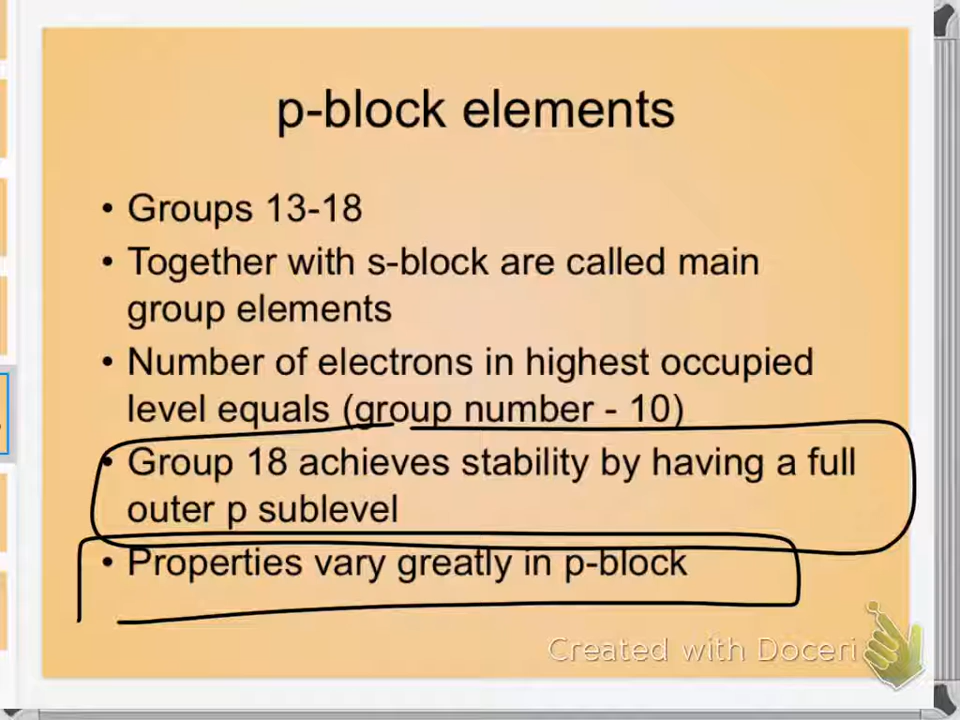 p-block elements
• Groups 13-18
• Together with s-block are called main
group elements
• Number of electrons in highest occupied
level equals (group number - 10)
• Group 18 achieves stability by having a full
outer p sublevel
• Properties vary greatly in p-block
Created with Doceri